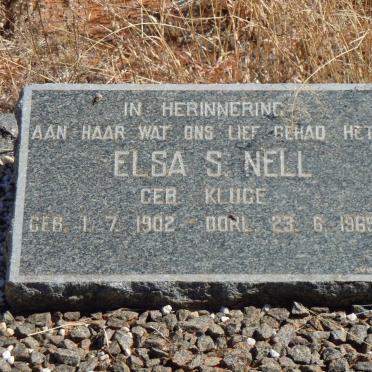 IN HERINNERING
AAN HAAR WAT ONS LIEF GEHAD HET
ELSA S. NELL
GEB. KLUGE
GEB. 1/7. 1902 - OORL. 23. 6. 1969